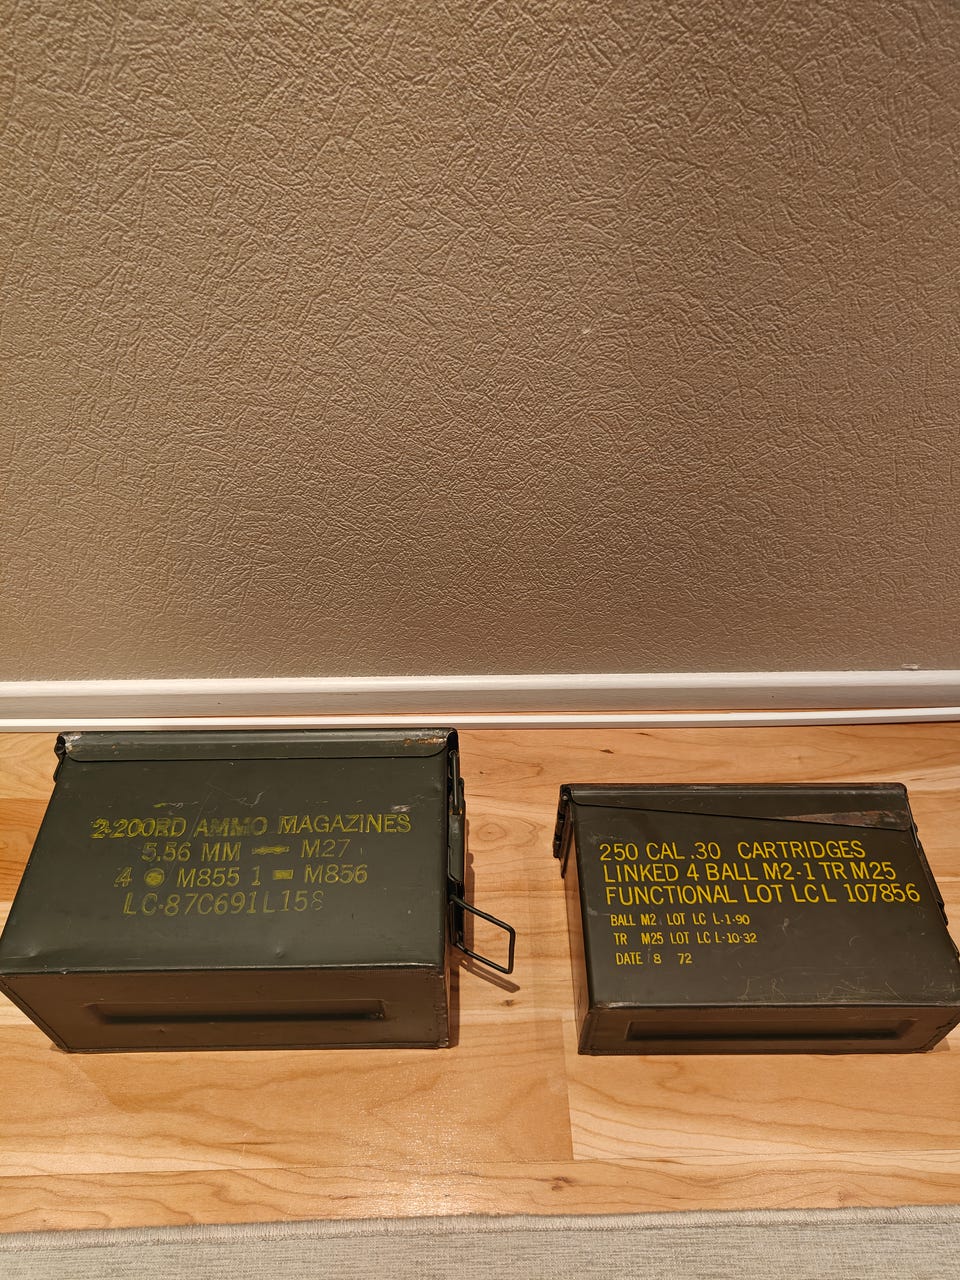 2-200RD AMMO MAGAZINES
5.56 MM M27
4 M855 1 M856
LC-87C691L158
250 CAL .30 CARTRIDGES
LINKED 4 BALL M2-1 TR M25
FUNCTIONAL LOT LC L 107856
BALL M2 LOT LC L-1-90
TR M25 LOT LC L-10-32
DATE 8 72